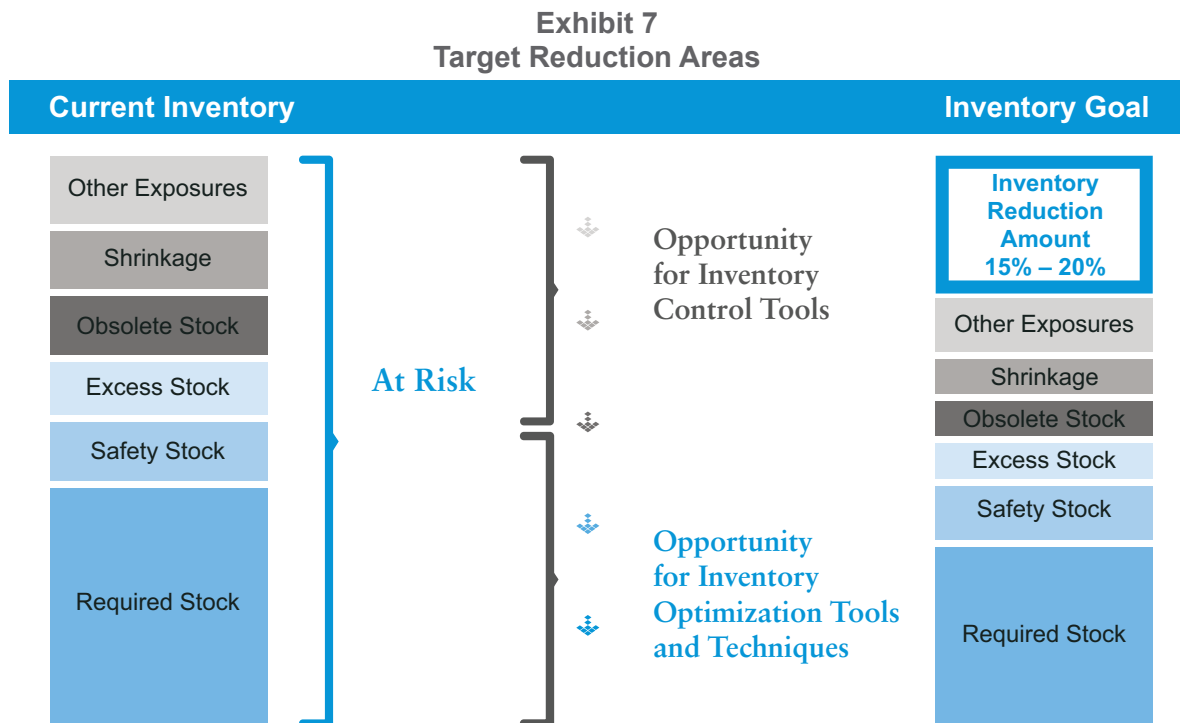 Exhibit 7
Target Reduction Areas
Current Inventory
Inventory Goal
Other Exposures
Shrinkage
Obsolete Stock
Excess Stock
Safety Stock
Required Stock
At Risk
Opportunity
for Inventory
Control Tools
Opportunity
for Inventory
Optimization Tools
and Techniques
Inventory
Reduction
Amount
15% – 20%
Other Exposures
Shrinkage
Obsolete Stock
Excess Stock
Safety Stock
Required Stock